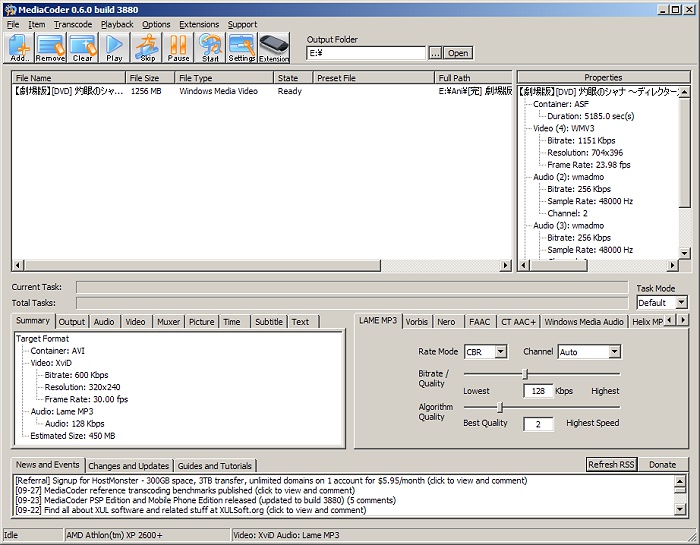 MediaCoder 0.6.0 build 3880
File Item Transcode Playback Options Extensions Support
Add.. Remove Clear Play Skip Pause Start Settings Extension
Output Folder
E:¥ ... Open
File Name File Size File Type State Preset File Full Path
【劇場版】[DVD] 灼眼のシャ... 1256 MB Windows Media Video Ready E:¥Ani¥[完] 劇場版
Properties
【劇場版】[DVD] 灼眼のシャナ ～ディレクター
Container: ASF
Duration: 5185.0 sec(s)
Video (4): WMV3
Bitrate: 1151 Kbps
Resolution: 704x396
Frame Rate: 23.98 fps
Audio (2): wmadmo
Bitrate: 256 Kbps
Sample Rate: 48000 Hz
Channel: 2
Audio (3): wmadmo
Bitrate: 256 Kbps
Sample Rate: 48000 Hz
Current Task:
Total Tasks:
Task Mode
Default
Summary Output Audio Video Muxer Picture Time Subtitle Text
Target Format
Container: AVI
Video: XviD
Bitrate: 600 Kbps
Resolution: 320x240
Frame Rate: 30.00 fps
Audio: Lame MP3
Audio: 128 Kbps
Estimated Size: 450 MB
LAME MP3 Vorbis Nero FAAC CT AAC+ Windows Media Audio Helix MP
Rate Mode CBR Channel Auto
Bitrate / Quality
Lowest 128 Kbps Highest
Algorithm Quality
Best Quality 2 Highest Speed
News and Events Changes and Updates Guides and Tutorials Refresh RSS Donate
[Referral] Signup for HostMonster - 300GB space, 3TB transfer, unlimited domains on 1 account for $5.95/month (click to view and comment)
[09-27] MediaCoder reference transcoding benchmarks published (click to view and comment)
[09-23] MediaCoder PSP Edition and Mobile Phone Edition released (updated to build 3880) (5 comments)
[09-22] Find all about XUL software and related stuff at XULSoft.org (click to view and comment)
Idle AMD Athlon(tm) XP 2600+ Video: XviD Audio: Lame MP3